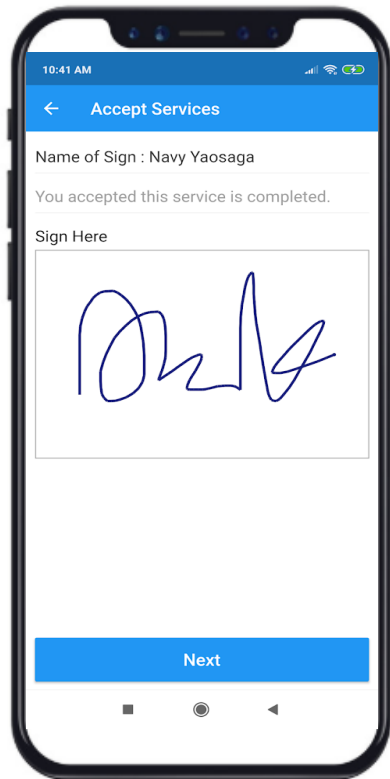 10:41 AM
Accept Services
Name of Sign : Navy Yaosaga
You accepted this service is completed.
Sign Here
Next